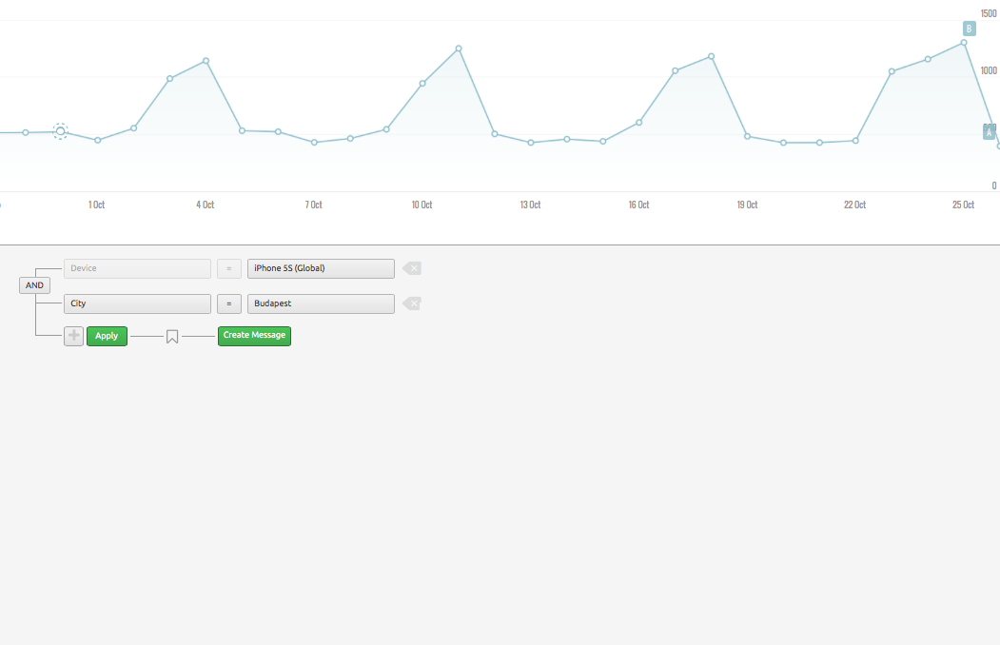 1500
B
1000
A
0
1 Oct 4 Oct 7 Oct 10 Oct 13 Oct 16 Oct 19 Oct 22 Oct 25 Oct
Device = iPhone 5S (Global)
AND
City = Budapest
Apply Create Message